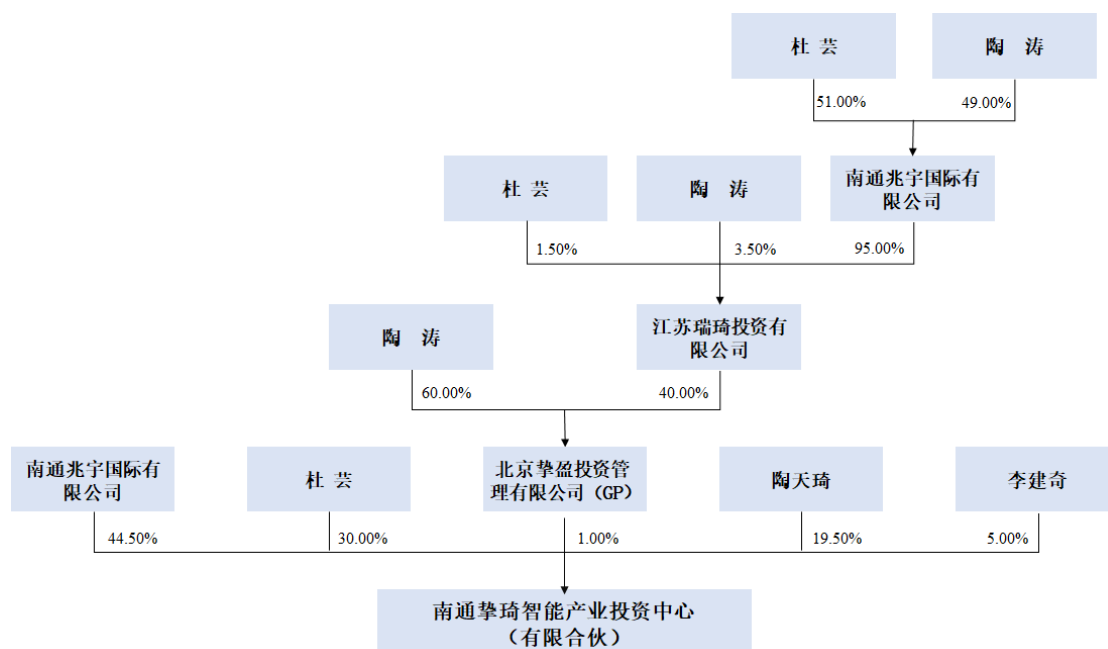 杜 芸
陶 涛
51.00%
49.00%
杜 芸
陶 涛
南通兆宇国际有
限公司
1.50%
3.50%
95.00%
陶 涛
江苏瑞琦投资有
限公司
60.00%
40.00%
南通兆宇国际有
限公司
杜 芸
北京挚盈投资管
理有限公司（GP）
陶天琦
李建奇
44.50%
30.00%
1.00%
19.50%
5.00%
南通挚琦智能产业投资中心
（有限合伙）